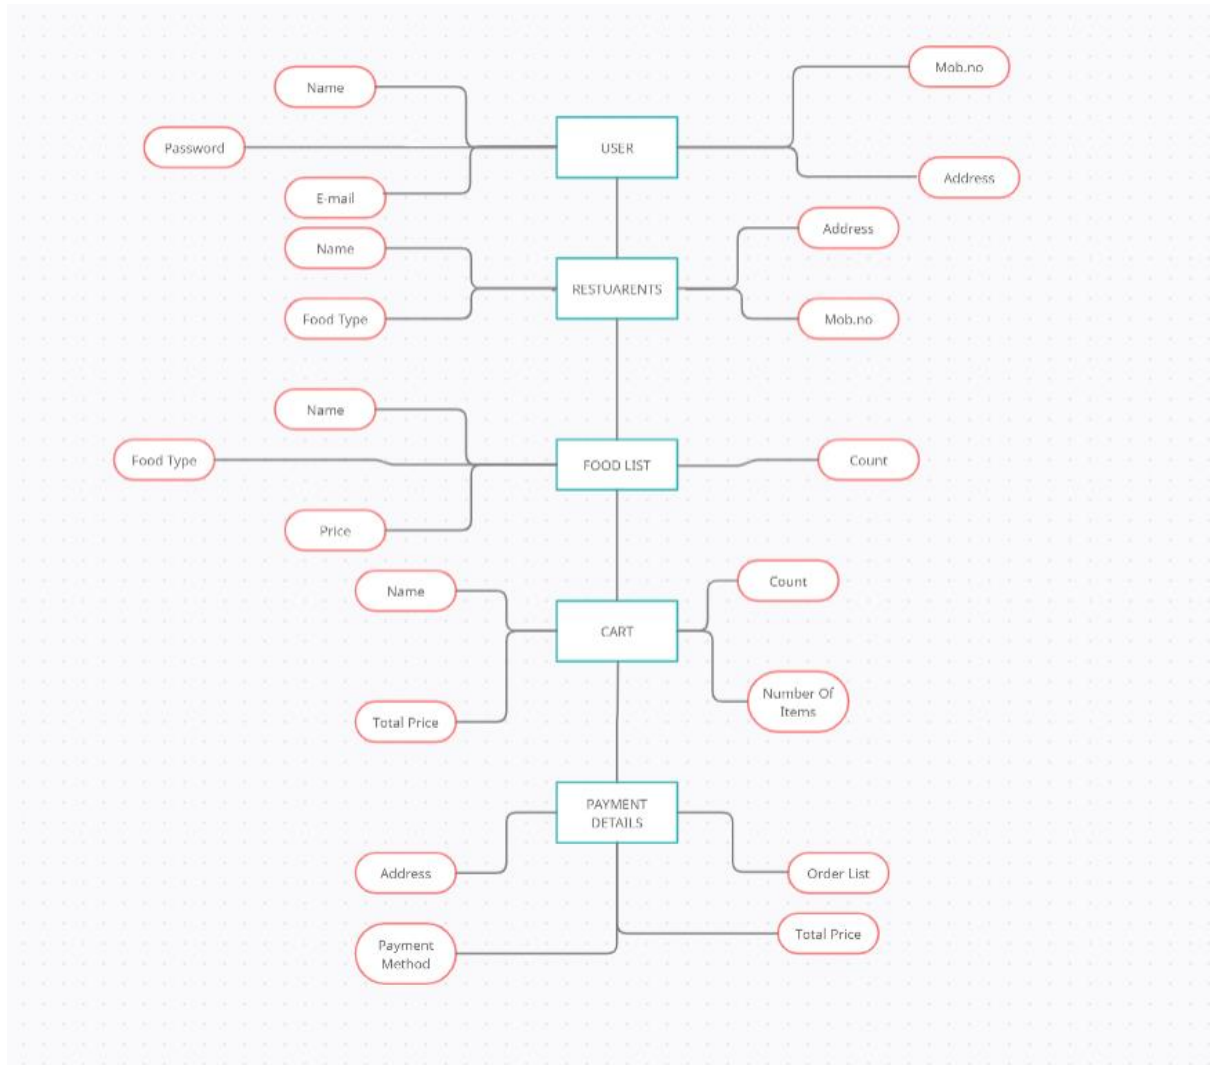 Mob.no
Name
Password
USER
E-mail
Address
Name
Address
RESTUARENTS
Food Type
Mob.no
Name
Food Type
FOOD LIST
Count
Price
Name
Count
CART
Total Price
Number Of
Items
PAYMENT
DETAILS
Address
Order List
Payment
Method
Total Price